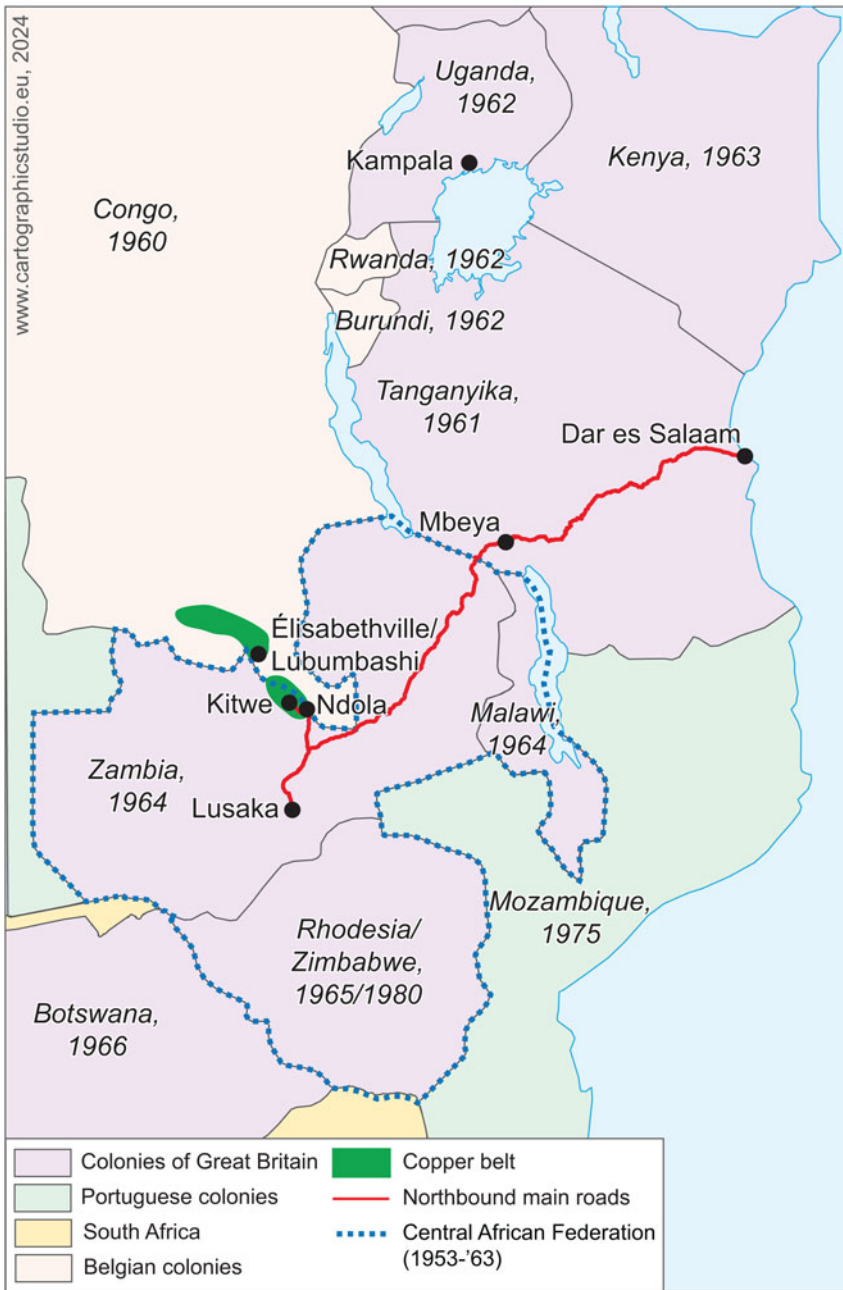 www.cartographicstudio.eu, 2024
Uganda,
1962
Kampala
Kenya, 1963
Congo,
1960
Rwanda, 1962
Burundi, 1962
Tanganyika,
1961
Dar es Salaam
Mbeya
Élisabethville/
Lubumbashi
Kitwe
Ndola
Malawi,
1964
Zambia,
1964
Lusaka
Mozambique,
1975
Rhodesia/
Zimbabwe,
1965/1980
Botswana,
1966
Colonies of Great Britain
Portuguese colonies
South Africa
Belgian colonies
Copper belt
Northbound main roads
Central African Federation
(1953-'63)